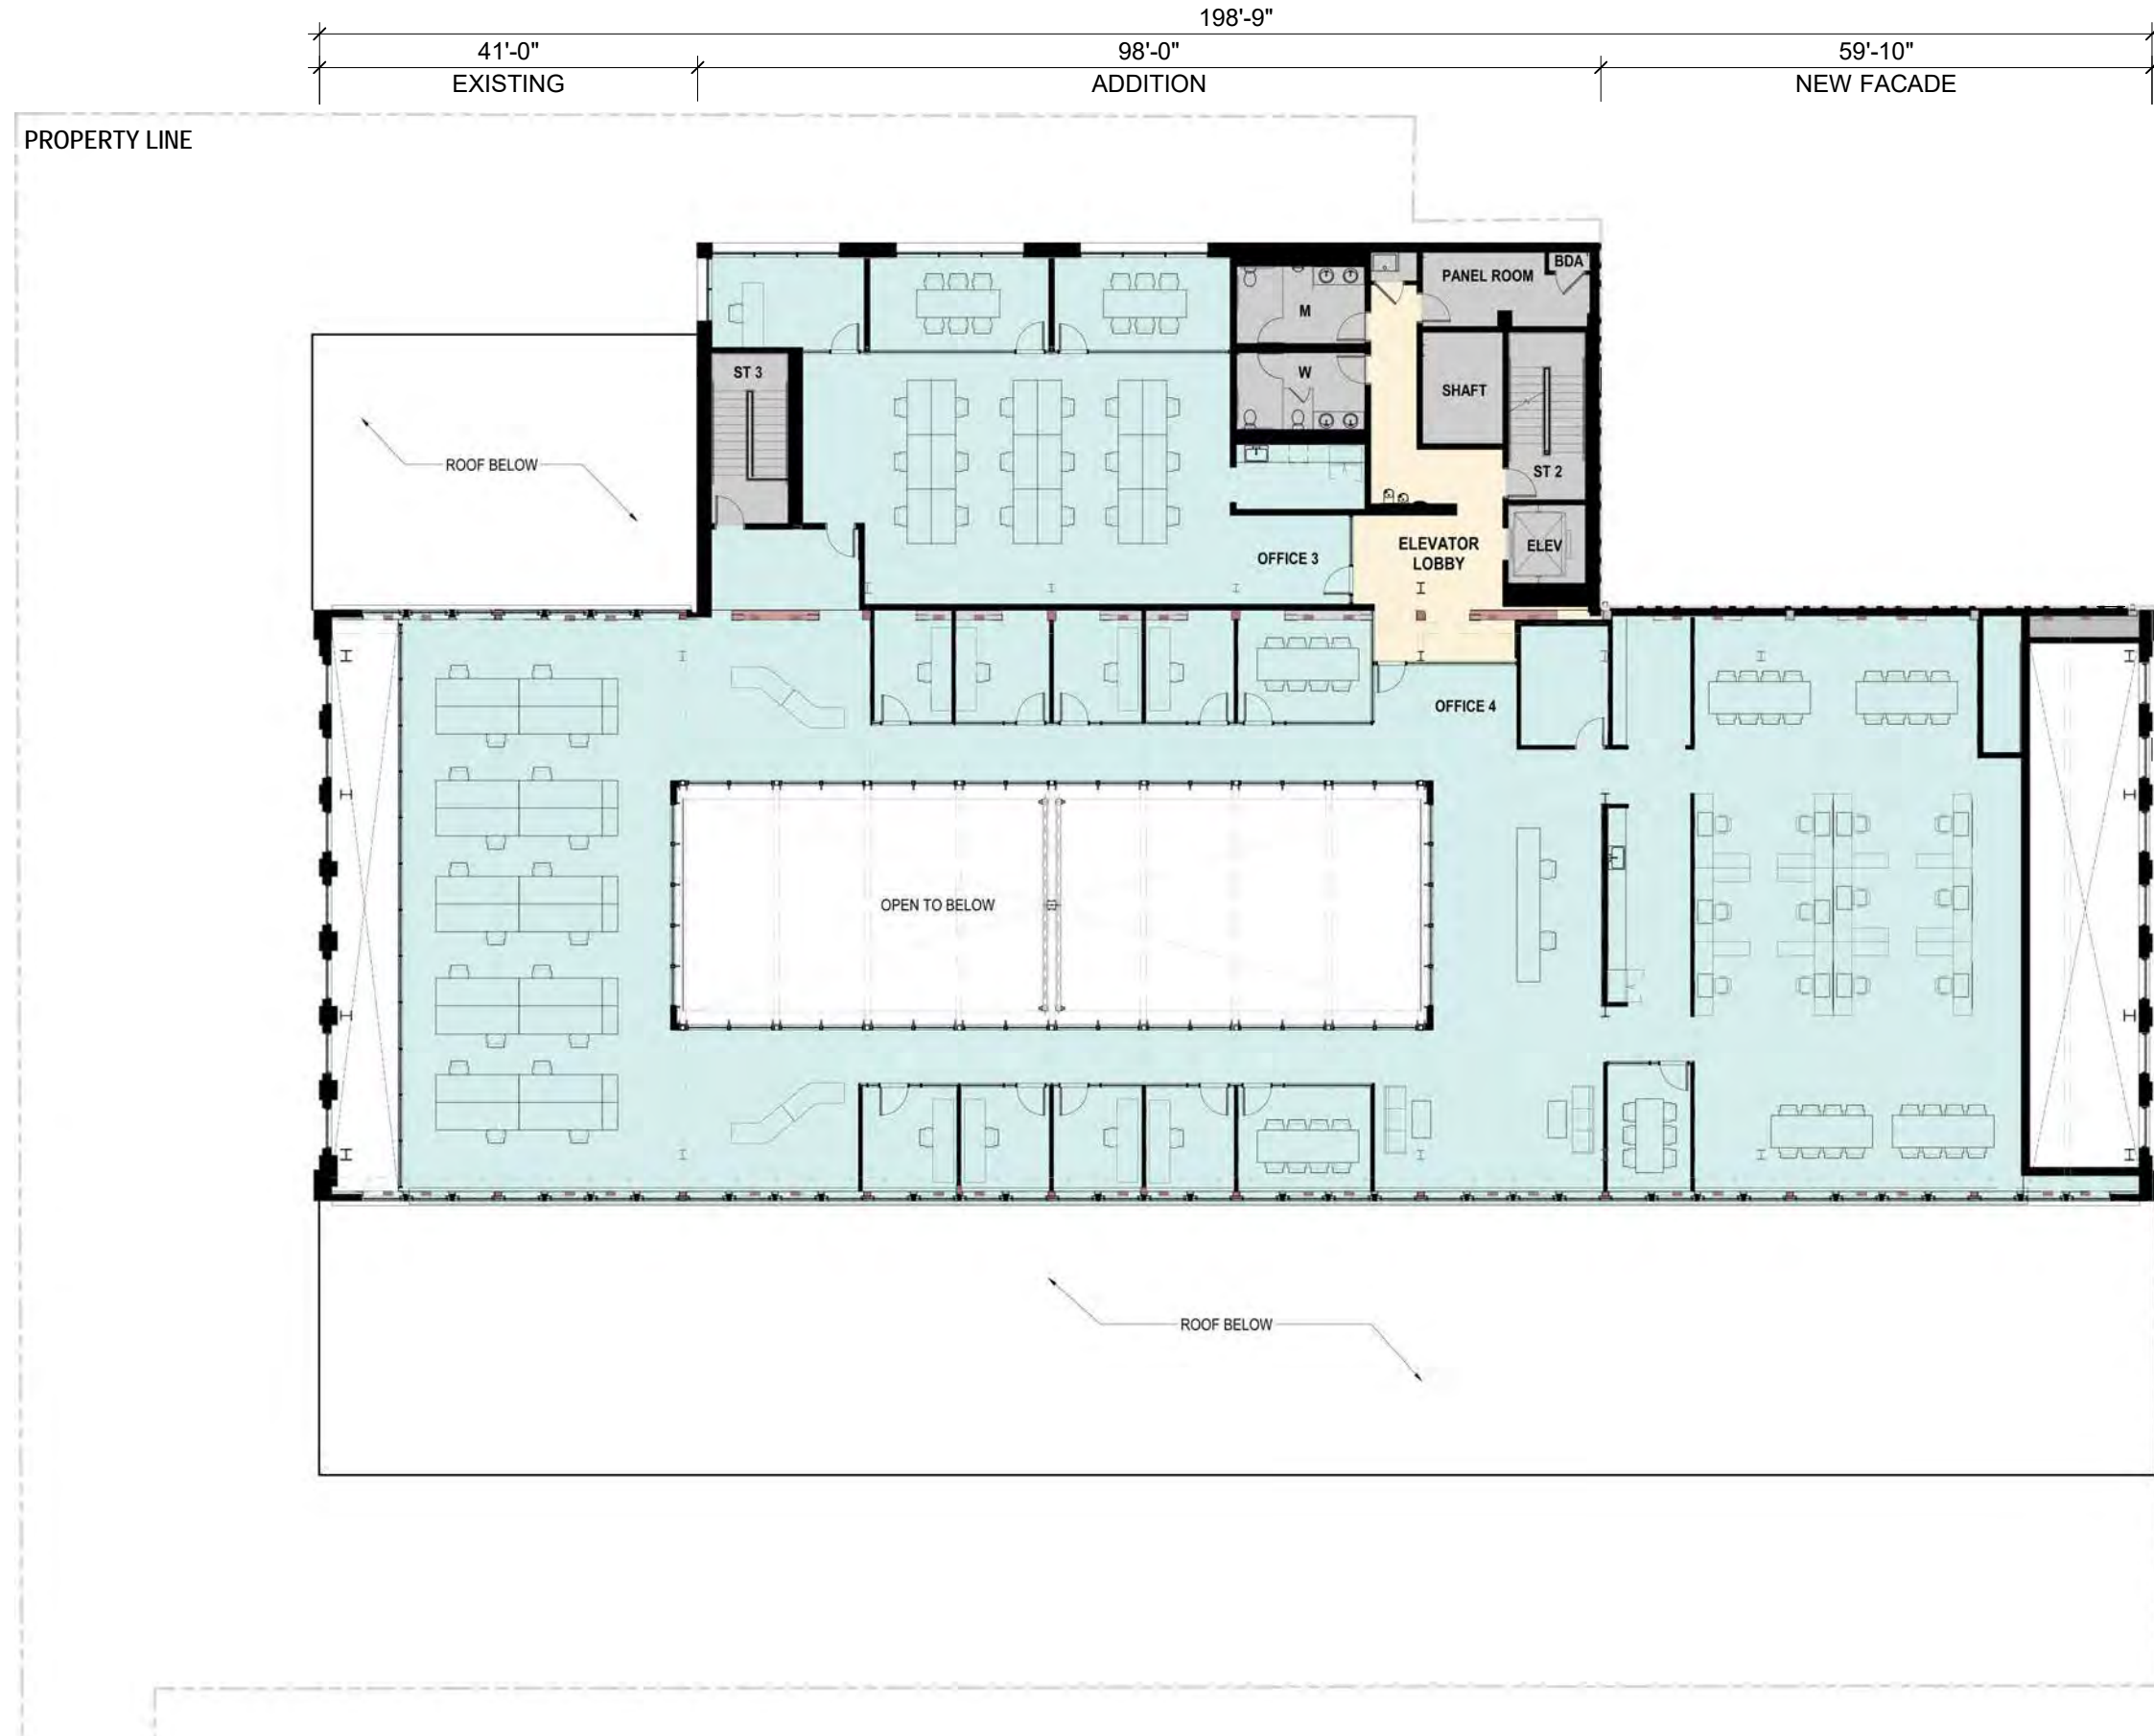 198'-9"
41'-0"
98'-0"
59'-10"
EXISTING
ADDITION
NEW FACADE
PROPERTY LINE
BDA
PANEL ROOM
M
ST 3
W
SHAFT
ROOF BELOW
ST 2
ELEVATOR
LOBBY
ELEV
OFFICE 3
OFFICE 4
OPEN TO BELOW
ROOF BELOW